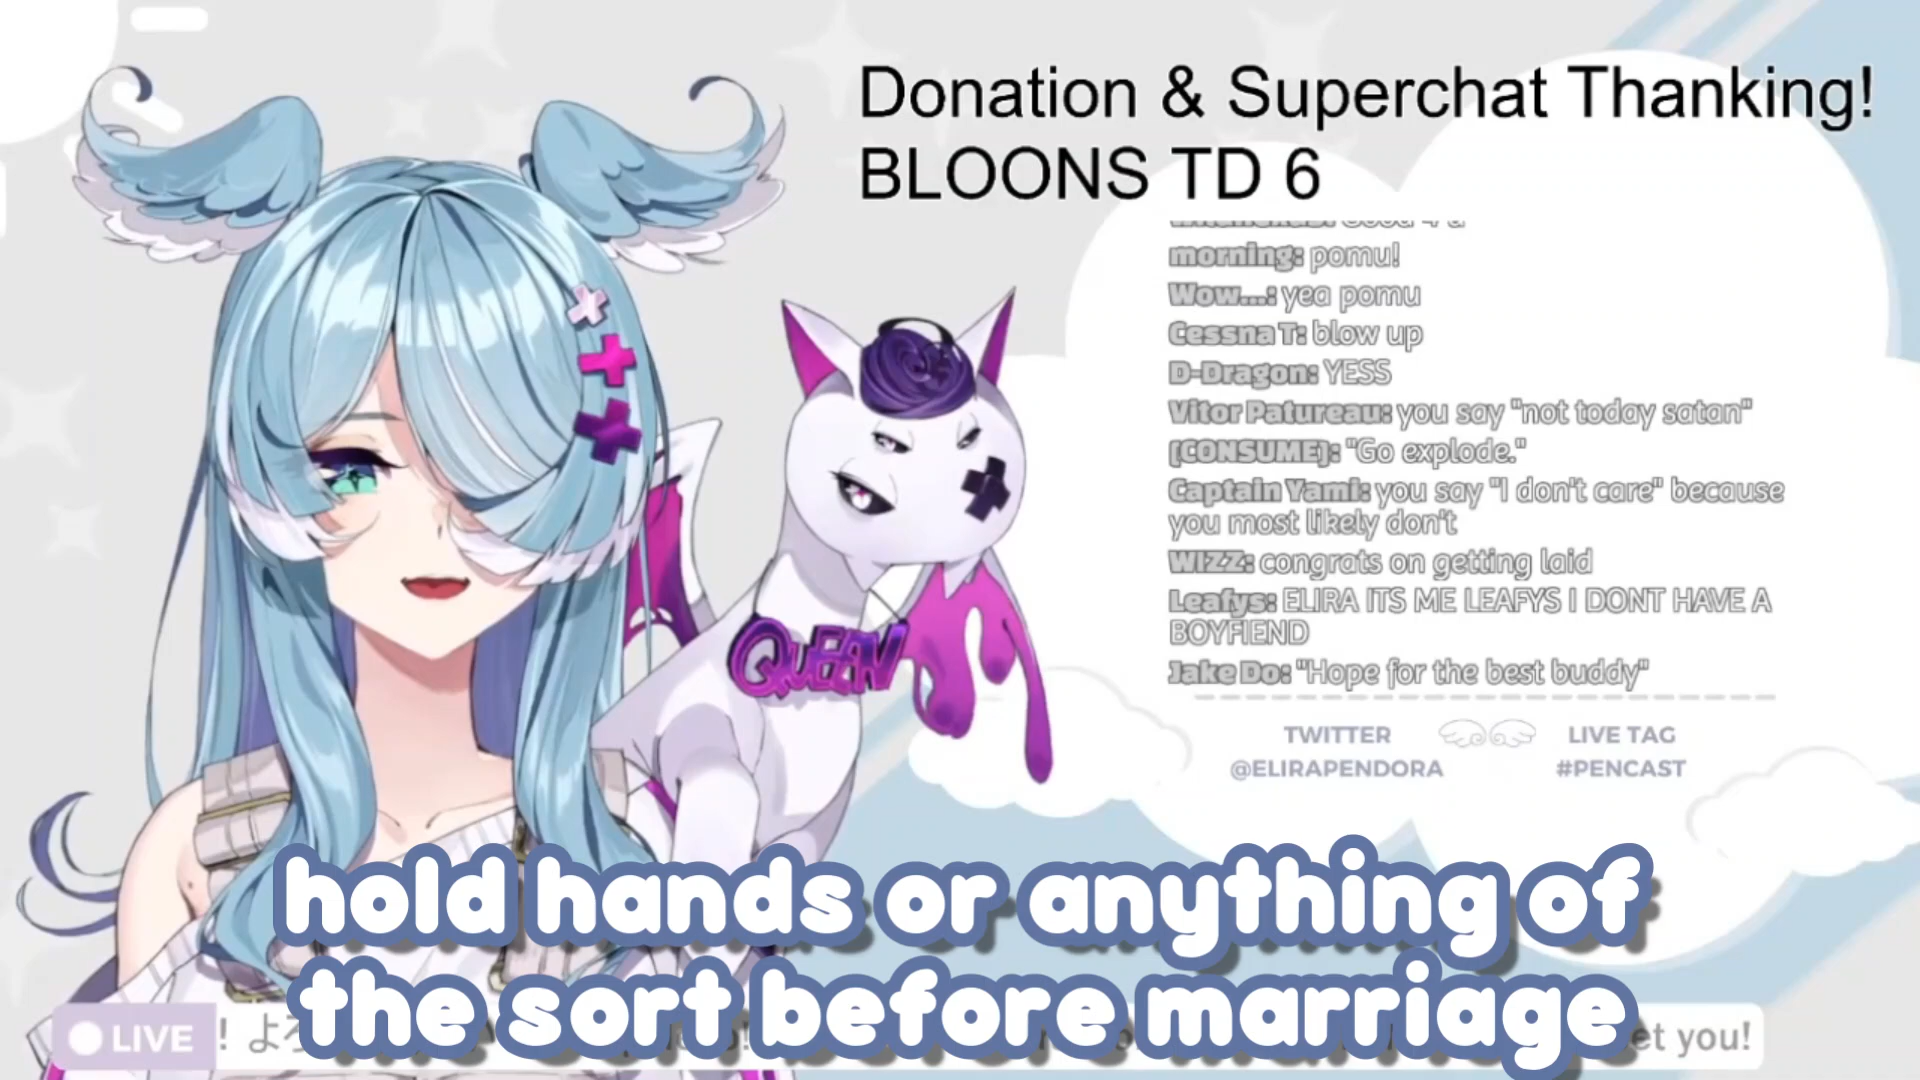 Donation & Superchat Thanking!
BLOONS TD 6
morning: pomu!
Wow...: yea pomu
Cessna T: blow up
D-Dragon: YESS
Vitor Patureau: you say "not today satan"
[CONSUME]: "Go explode."
Captain Yami: you say "I don't care" because
you most likely don't
WIZZ: congrats on getting laid
Leafys: ELIRA ITS ME LEAFYS I DONT HAVE A
BOYFIEND
Jake Do: "Hope for the best buddy"
QUEEN
TWITTER
LIVE TAG
@ELIRAPENDORA
#PENCAST
hold hands or anything of
the sort before marriage
LIVE
! よ
et you!